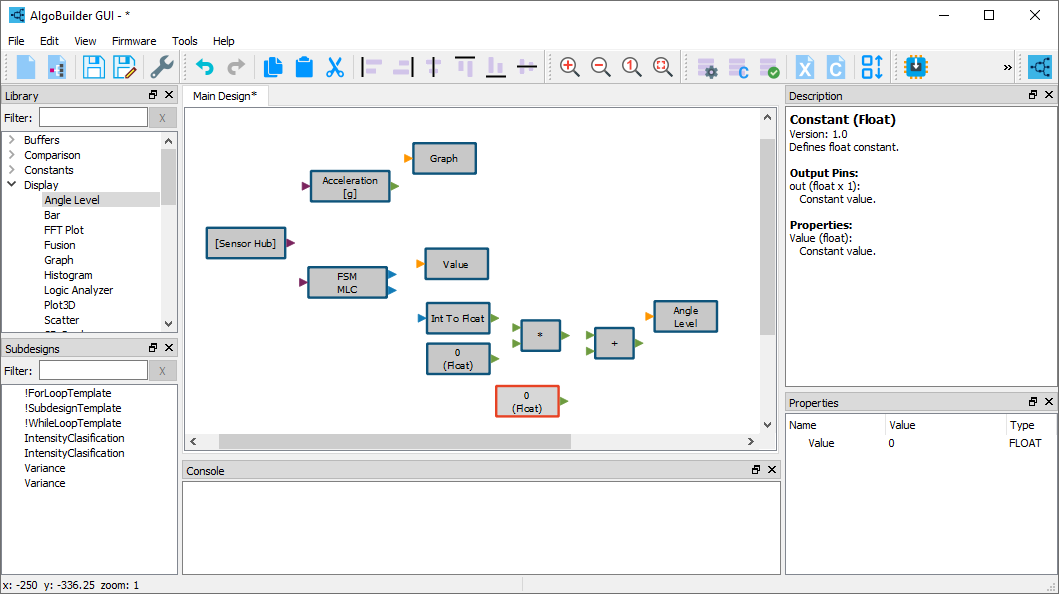 AlgoBuilder GUI - *
File Edit View Firmware Tools Help
1 C X C »
Library
Filter: X
Buffers
Comparison
Constants
Display
Angle Level
Bar
FFT Plot
Fusion
Graph
Histogram
Logic Analyzer
Plot3D
Scatter
Subdesigns
Filter: X
!ForLoopTemplate
!SubdesignTemplate
!WhileLoopTemplate
IntensityClasification
IntensityClasification
Variance
Variance
Main Design*
Graph
Acceleration
[g]
[Sensor Hub]
FSM
MLC
Value
Int To Float
0
(Float)
*
+
Angle
Level
0
(Float)
Console
Description
Constant (Float)
Version: 1.0
Defines float constant.
Output Pins:
out (float x 1):
Constant value.
Properties:
Value (float):
Constant value.
Properties
Name Value Type
Value 0 FLOAT
x: -250 y: -336.25 zoom: 1